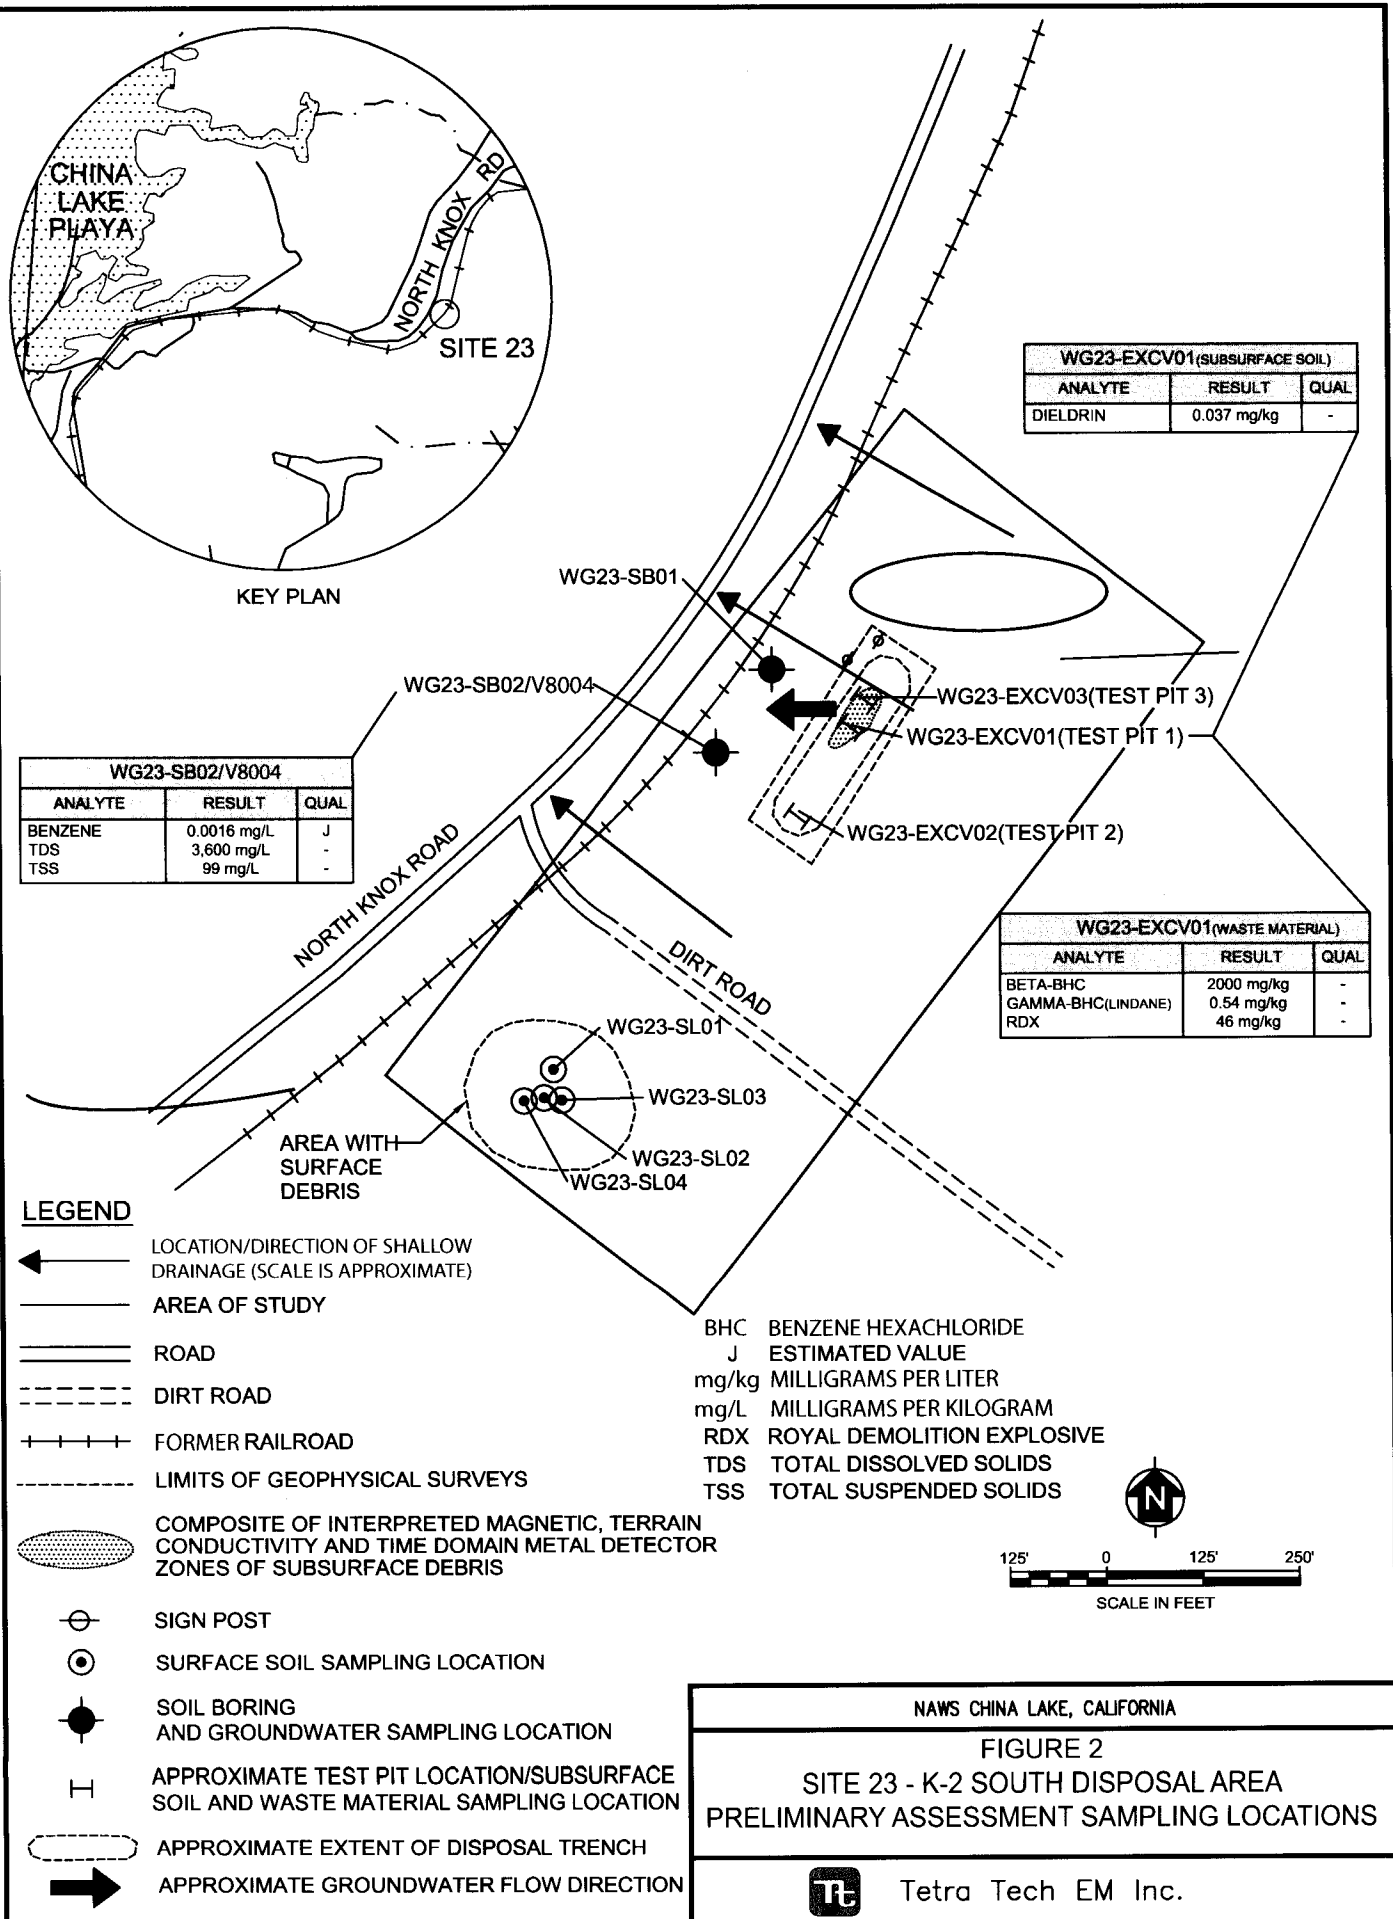 CHINA
LAKE
PLAYA
NORTH KNOX RD
SITE 23
KEY PLAN
WG23-EXCV01(SUBSURFACE SOIL)
ANALYTE RESULT QUAL
DIELDRIN 0.037 mg/kg -
WG23-SB01
WG23-SB02/V8004
WG23-EXCV03(TEST PIT 3)
WG23-EXCV01(TEST PIT 1)
WG23-EXCV02(TEST PIT 2)
WG23-SB02/V8004
ANALYTE RESULT QUAL
BENZENE 0.0016 mg/L J
TDS 3,600 mg/L -
TSS 99 mg/L -
NORTH KNOX ROAD
DIRT ROAD
WG23-EXCV01(WASTE MATERIAL)
ANALYTE RESULT QUAL
BETA-BHC 2000 mg/kg -
GAMMA-BHC(LINDANE) 0.54 mg/kg -
RDX 46 mg/kg -
WG23-SL01
WG23-SL03
WG23-SL02
WG23-SL04
AREA WITH
SURFACE
DEBRIS
LEGEND
LOCATION/DIRECTION OF SHALLOW
DRAINAGE (SCALE IS APPROXIMATE)
AREA OF STUDY
ROAD
DIRT ROAD
FORMER RAILROAD
LIMITS OF GEOPHYSICAL SURVEYS
COMPOSITE OF INTERPRETED MAGNETIC, TERRAIN
CONDUCTIVITY AND TIME DOMAIN METAL DETECTOR
ZONES OF SUBSURFACE DEBRIS
SIGN POST
SURFACE SOIL SAMPLING LOCATION
SOIL BORING
AND GROUNDWATER SAMPLING LOCATION
APPROXIMATE TEST PIT LOCATION/SUBSURFACE
SOIL AND WASTE MATERIAL SAMPLING LOCATION
APPROXIMATE EXTENT OF DISPOSAL TRENCH
APPROXIMATE GROUNDWATER FLOW DIRECTION
BHC BENZENE HEXACHLORIDE
J ESTIMATED VALUE
mg/kg MILLIGRAMS PER LITER
mg/L MILLIGRAMS PER KILOGRAM
RDX ROYAL DEMOLITION EXPLOSIVE
TDS TOTAL DISSOLVED SOLIDS
TSS TOTAL SUSPENDED SOLIDS
N
125' 0 125' 250'
SCALE IN FEET
NAWS CHINA LAKE, CALIFORNIA
FIGURE 2
SITE 23 - K-2 SOUTH DISPOSAL AREA
PRELIMINARY ASSESSMENT SAMPLING LOCATIONS
Tt Tetra Tech EM Inc.